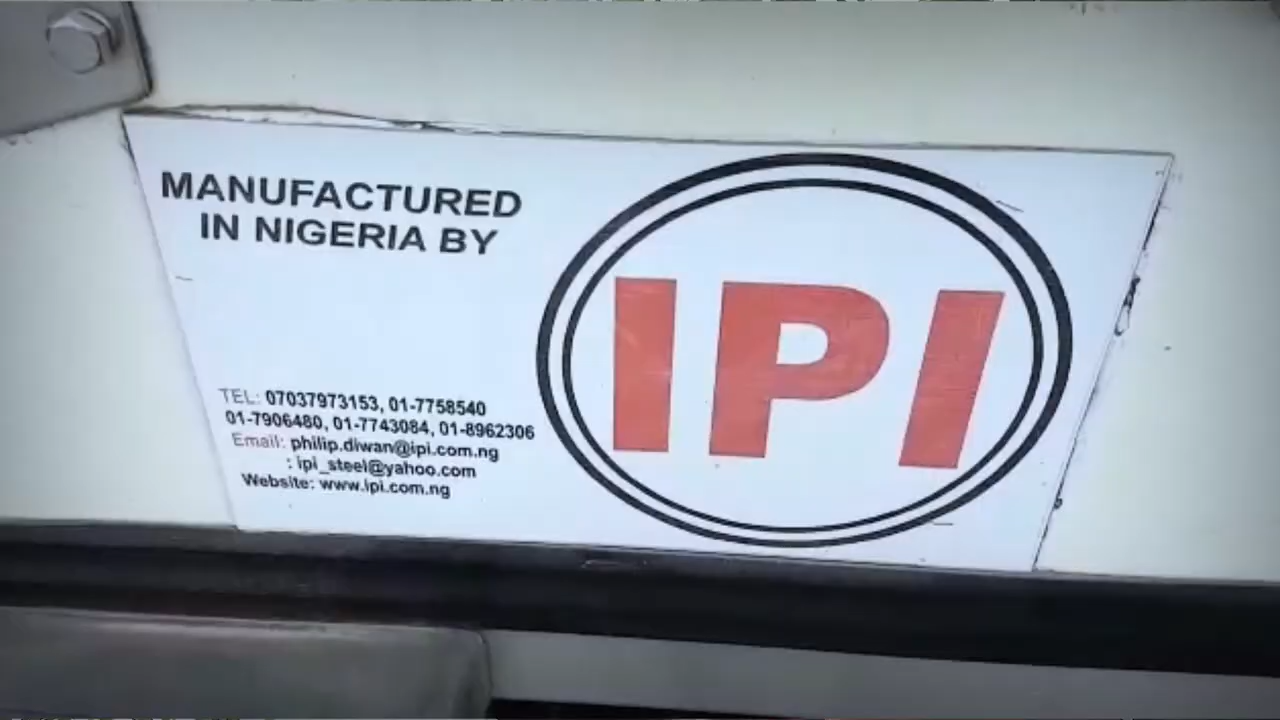 MANUFACTURED
IN NIGERIA BY
IPI
TEL: 07037973153, 01-7758540
01-7906480, 01-7743084, 01-8962306
Email: philip.diwan@ipi.com.ng
: ipi_steel@yahoo.com
Website: www.ipi.com.ng